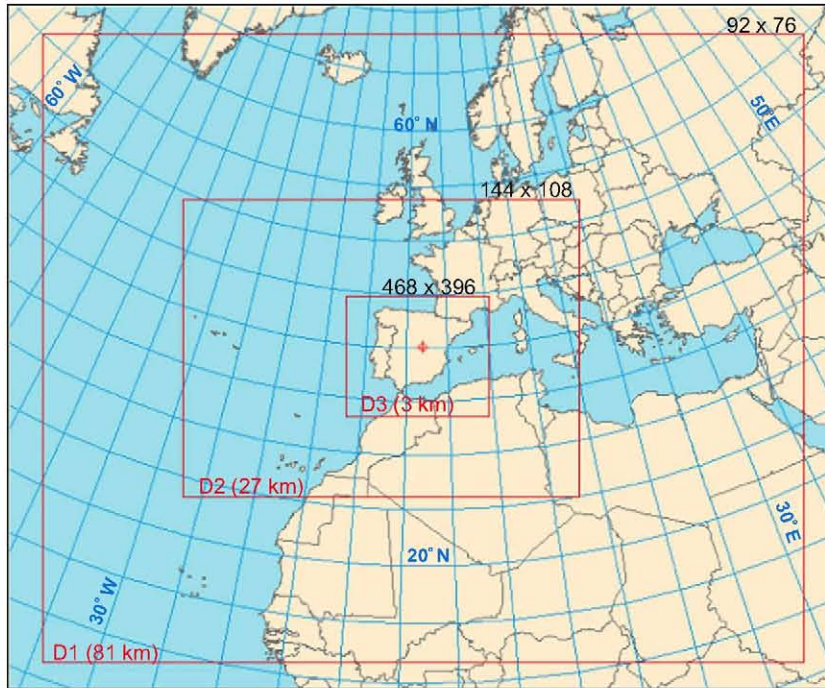 92 x 76
60° W
50° E
60° N
144 x 108
468 x 396
D3 (3 km)
D2 (27 km)
30° E
20° N
30° W
D1 (81 km)